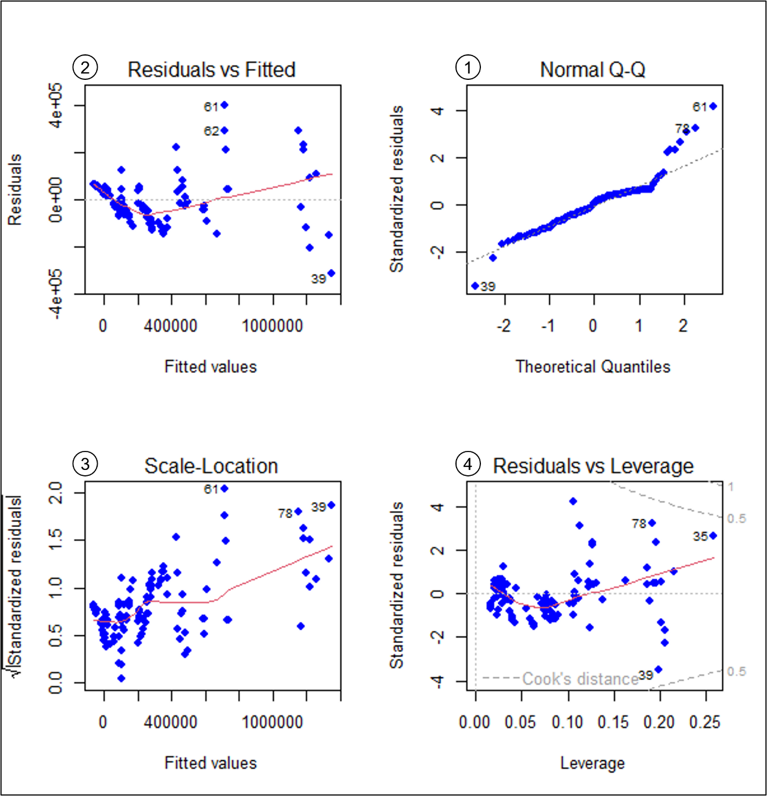 ② Residuals vs Fitted
Residuals
4e+05
0e+00
-4e+05
61
62
39
0 400000 1000000
Fitted values
① Normal Q-Q
Standardized residuals
4
2
0
-2
61
78
39
-2 -1 0 1 2
Theoretical Quantiles
③ Scale-Location
√|Standardized residuals|
2.0
1.5
1.0
0.5
0.0
61
78
39
0 400000 1000000
Fitted values
④ Residuals vs Leverage
Standardized residuals
4
2
0
-2
-4
78
35
39
1
0.5
0.5
Cook's distance
0.00 0.05 0.10 0.15 0.20 0.25
Leverage